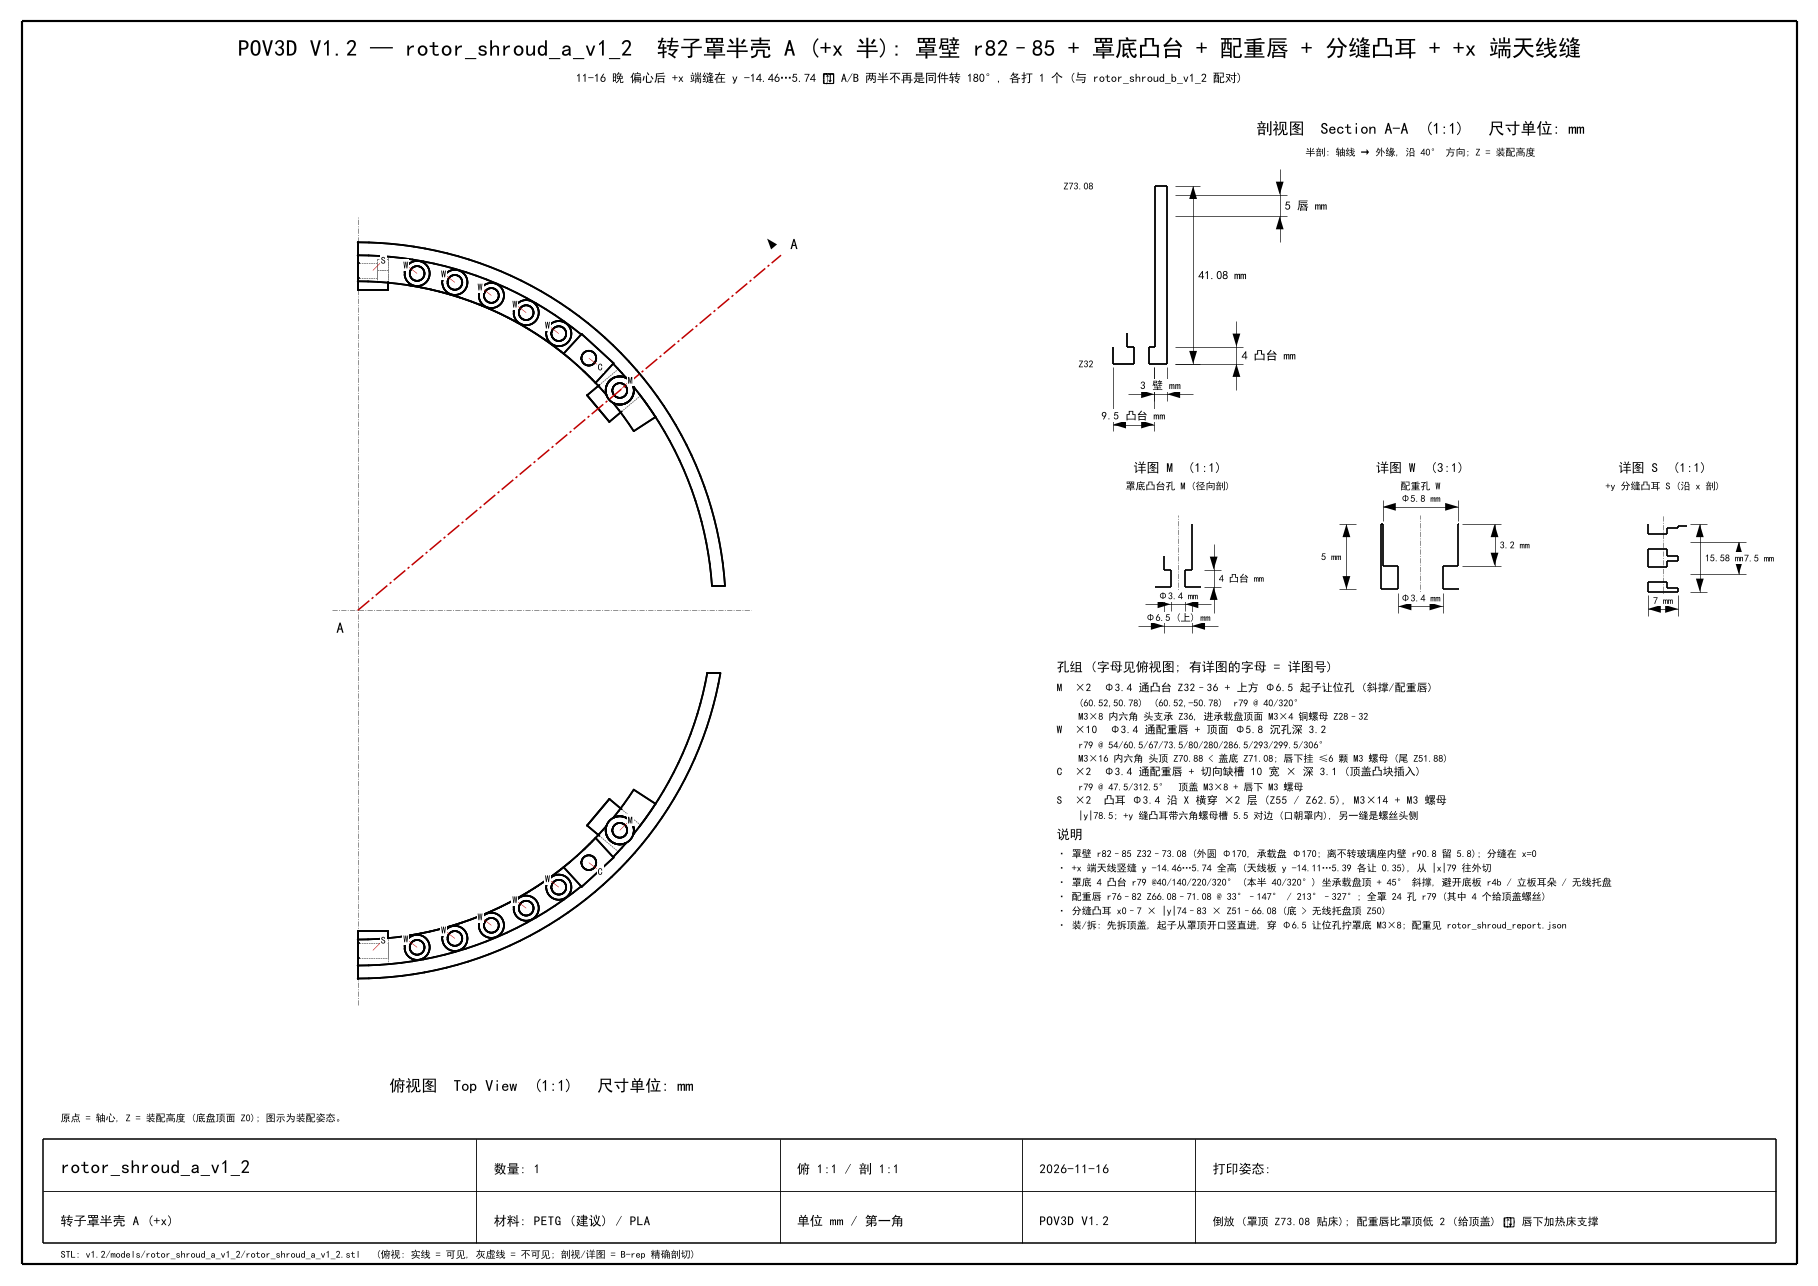 POV3D V1.2 — rotor_shroud_a_v1_2 转子罩半壳 A (+x 半): 罩壁 r82–85 + 罩底凸台 + 配重唇 + 分缝凸耳 + +x 端天线缝
11-16 晚 偏心后 +x 端缝在 y -14.46…5.74 A/B 两半不再是同件转 180°, 各打 1 个 (与 rotor_shroud_b_v1_2 配对)
剖视图 Section A-A (1:1) 尺寸单位: mm
半剖: 轴线 → 外缘, 沿 40° 方向; Z = 装配高度
Z73.08
5 唇 mm
41.08 mm
Z32
4 凸台 mm
3 壁 mm
9.5 凸台 mm
A
S
W
W
W
W
W
C
M
A
M
C
W
W
W
W
W
S
详图 M (1:1)
罩底凸台孔 M (径向剖)
4 凸台 mm
Φ3.4 mm
Φ6.5 (上) mm
详图 W (3:1)
配重孔 W
Φ5.8 mm
5 mm
3.2 mm
Φ3.4 mm
详图 S (1:1)
+y 分缝凸耳 S (沿 x 剖)
15.58 mm
7.5 mm
7 mm
孔组 (字母见俯视图; 有详图的字母 = 详图号)
M ×2 Φ3.4 通凸台 Z32–36 + 上方 Φ6.5 起子让位孔 (斜撑/配重唇)
(60.52,50.78) (60.52,-50.78) r79 @ 40/320°
M3×8 内六角 头支承 Z36, 进承载盘顶面 M3×4 铜螺母 Z28–32
W ×10 Φ3.4 通配重唇 + 顶面 Φ5.8 沉孔深 3.2
r79 @ 54/60.5/67/73.5/80/280/286.5/293/299.5/306°
M3×16 内六角 头顶 Z70.88 < 盖底 Z71.08; 唇下挂 ≤6 颗 M3 螺母 (尾 Z51.88)
C ×2 Φ3.4 通配重唇 + 切向缺槽 10 宽 × 深 3.1 (顶盖凸块插入)
r79 @ 47.5/312.5° 顶盖 M3×8 + 唇下 M3 螺母
S ×2 凸耳 Φ3.4 沿 X 横穿 ×2 层 (Z55 / Z62.5), M3×14 + M3 螺母
|y|78.5; +y 缝凸耳带六角螺母槽 5.5 对边 (口朝罩内), 另一缝是螺丝头侧
说明
· 罩壁 r82–85 Z32–73.08 (外圆 Φ170, 承载盘 Φ170; 离不转玻璃座内壁 r90.8 留 5.8); 分缝在 x=0
· +x 端天线竖缝 y -14.46…5.74 全高 (天线板 y -14.11…5.39 各让 0.35), 从 |x|79 往外切
· 罩底 4 凸台 r79 @40/140/220/320° (本半 40/320°) 坐承载盘顶 + 45° 斜撑, 避开底板 r4b / 立板耳朵 / 无线托盘
· 配重唇 r76–82 Z66.08–71.08 @ 33° –147° / 213° –327° ; 全罩 24 孔 r79 (其中 4 个给顶盖螺丝)
· 分缝凸耳 x0–7 × |y|74–83 × Z51–66.08 (底 > 无线托盘顶 Z50)
· 装/拆: 先拆顶盖, 起子从罩顶开口竖直进, 穿 Φ6.5 让位孔拧罩底 M3×8; 配重见 rotor_shroud_report.json
俯视图 Top View (1:1) 尺寸单位: mm
原点 = 轴心, Z = 装配高度 (底盘顶面 Z0); 图示为装配姿态。
rotor_shroud_a_v1_2
数量: 1
俯 1:1 / 剖 1:1
2026-11-16
打印姿态:
转子罩半壳 A (+x)
材料: PETG (建议) / PLA
单位 mm / 第一角
POV3D V1.2
倒放 (罩顶 Z73.08 贴床); 配重唇比罩顶低 2 (给顶盖) 唇下加热床支撑
STL: v1.2/models/rotor_shroud_a_v1_2/rotor_shroud_a_v1_2.stl (俯视: 实线 = 可见, 灰虚线 = 不可见; 剖视/详图 = B-rep 精确剖切)